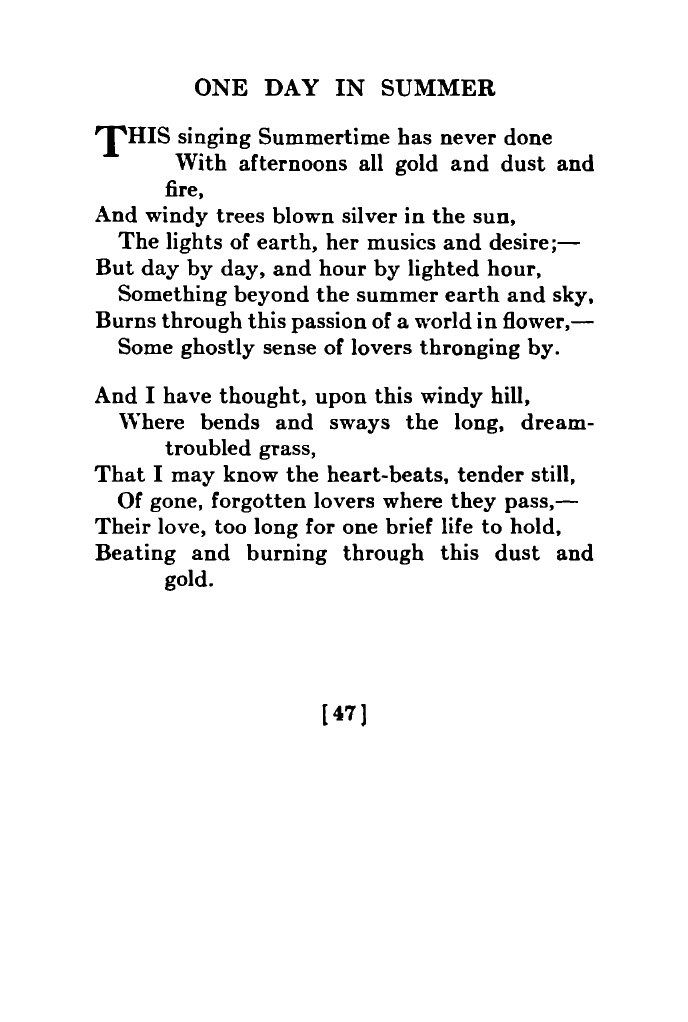 ONE DAY IN SUMMER
THIS singing Summertime has never done
With afternoons all gold and dust and
fire,
And windy trees blown silver in the sun,
The lights of earth, her musics and desire;—
But day by day, and hour by lighted hour,
Something beyond the summer earth and sky,
Burns through this passion of a world in flower,—
Some ghostly sense of lovers thronging by.
And I have thought, upon this windy hill,
Where bends and sways the long, dream-
troubled grass,
That I may know the heart-beats, tender still,
Of gone, forgotten lovers where they pass,—
Their love, too long for one brief life to hold,
Beating and burning through this dust and
gold.
[47]